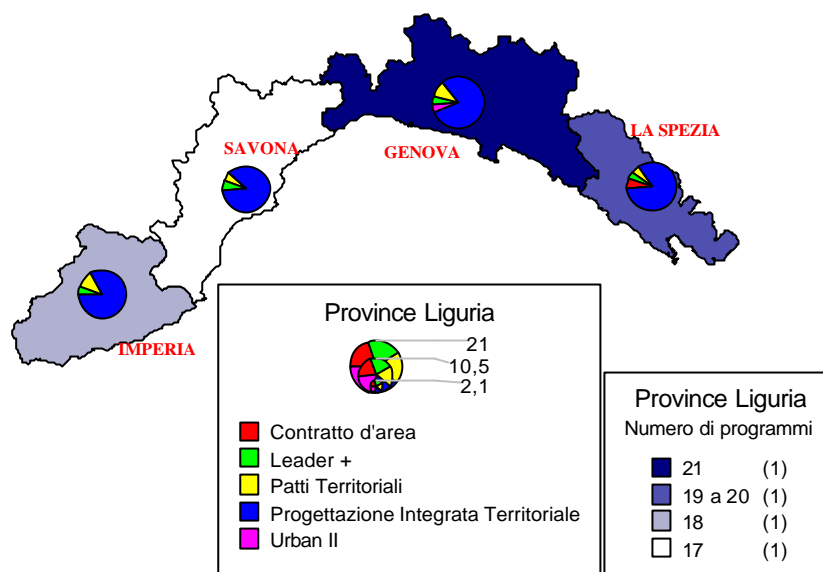 LA SPEZIA
SAVONA
GENOVA
IMPERIA
Province Liguria
21
10,5
2,1
Contratto d'area
Leader +
Patti Territoriali
Progettazione Integrata Territoriale
Urban II
Province Liguria
Numero di programmi
21 (1)
19 a 20 (1)
18 (1)
17 (1)